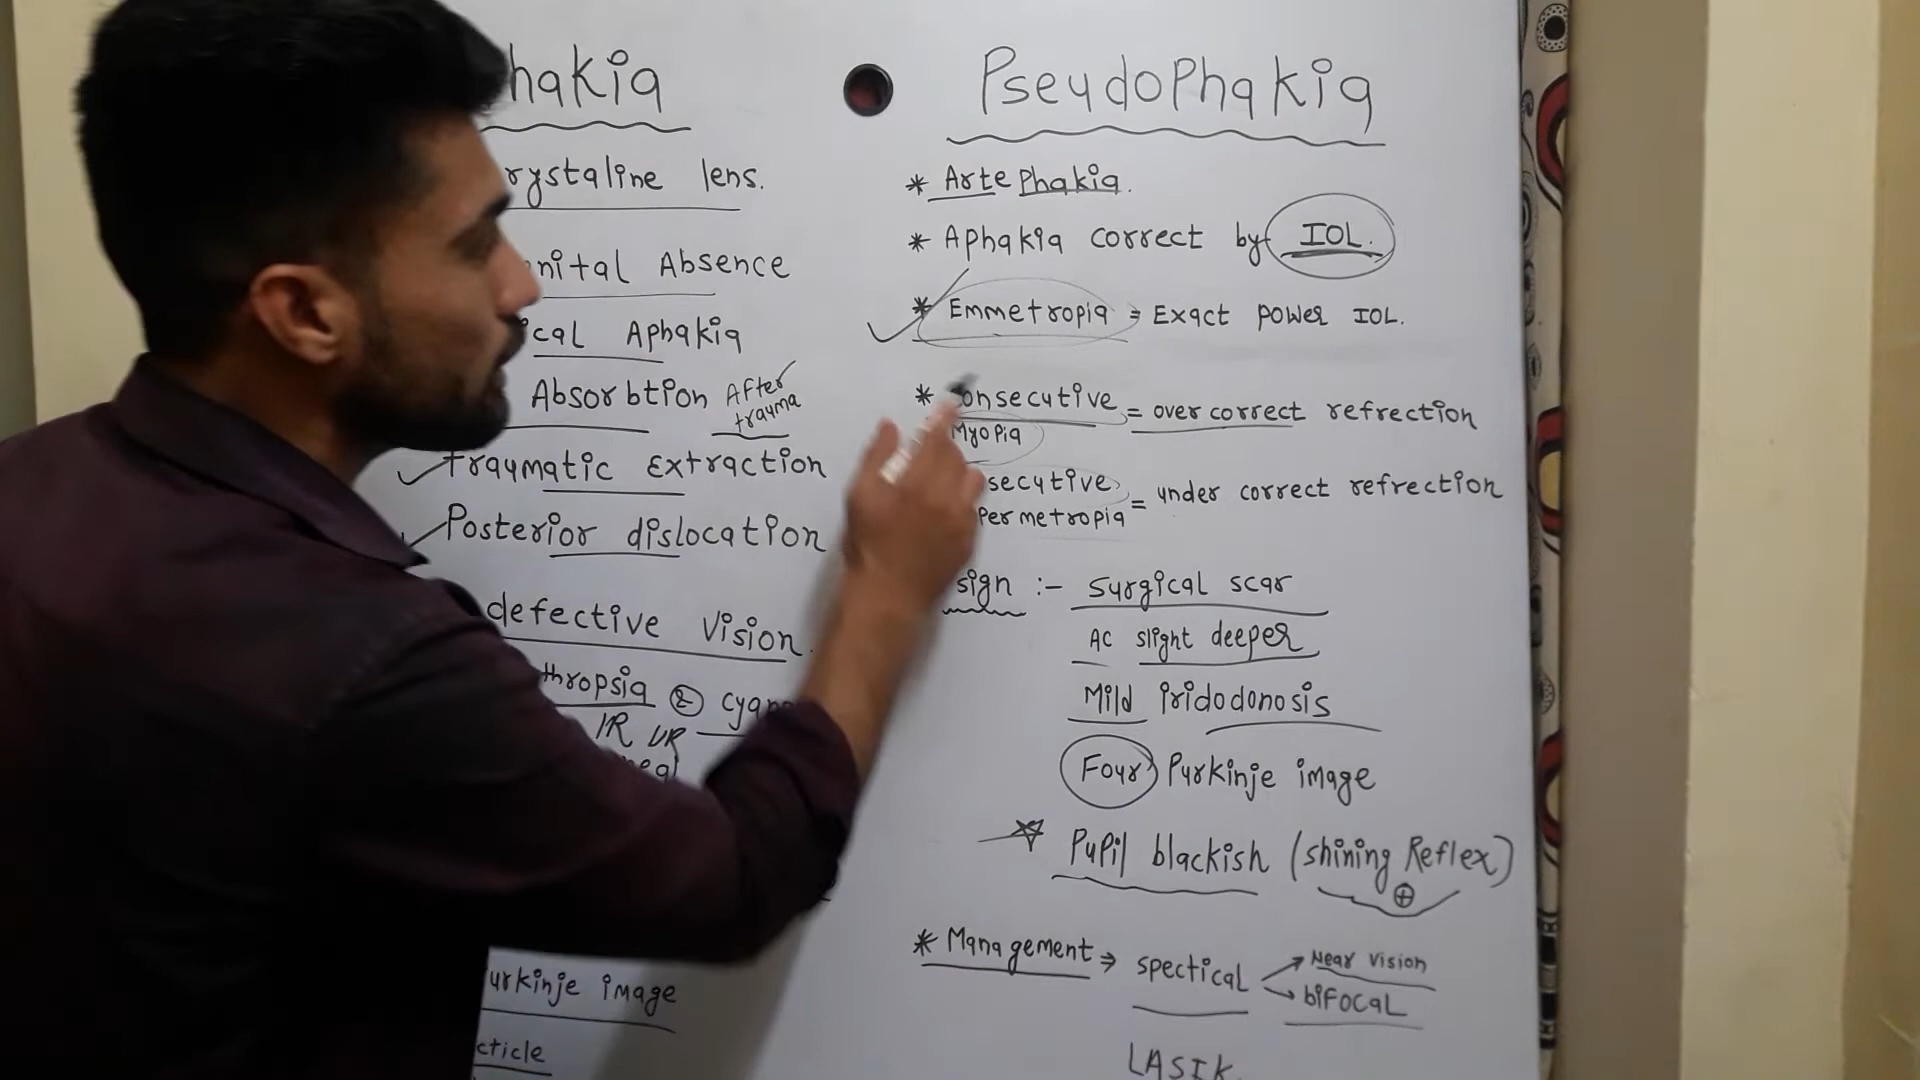 hakia
rystaline lens.
nital Absence
ical Aphakia
Absorbtion After trauma
Traumatic Extraction
Posterior dislocation
defective vision.
thropsia ② cyan
IR UR
urkinje image
cticle
Pseudophakia
* Artephakia.
* Aphakia correct by IOL.
* Emmetropia = Exact power IOL.
* Consecutive Myopia = over correct refrection
secutive permetropia = under correct refrection
sign :- surgical scar
AC slight deeper
Mild iridodonosis
Four Purkinje image
Pupil blackish (shining Reflex)
* Management ⇒ spectical → Near vision
→ bifocal
LASIK.